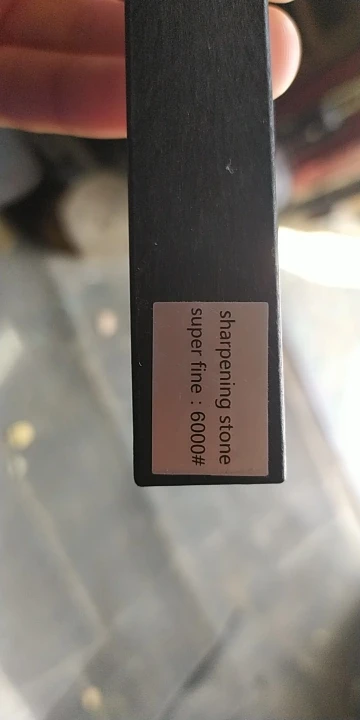 sharpening stone
super fine : 6000#